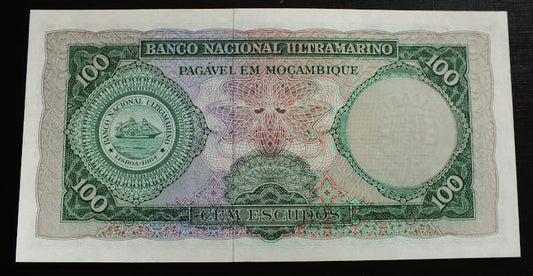 BANCO NACIONAL ULTRAMARINO
PAGÁVEL EM MOÇAMBIQUE
100
100
BANCO NACIONAL ULTRAMARINO
LISBOA·1864
100
100
CEM ESCUDOS